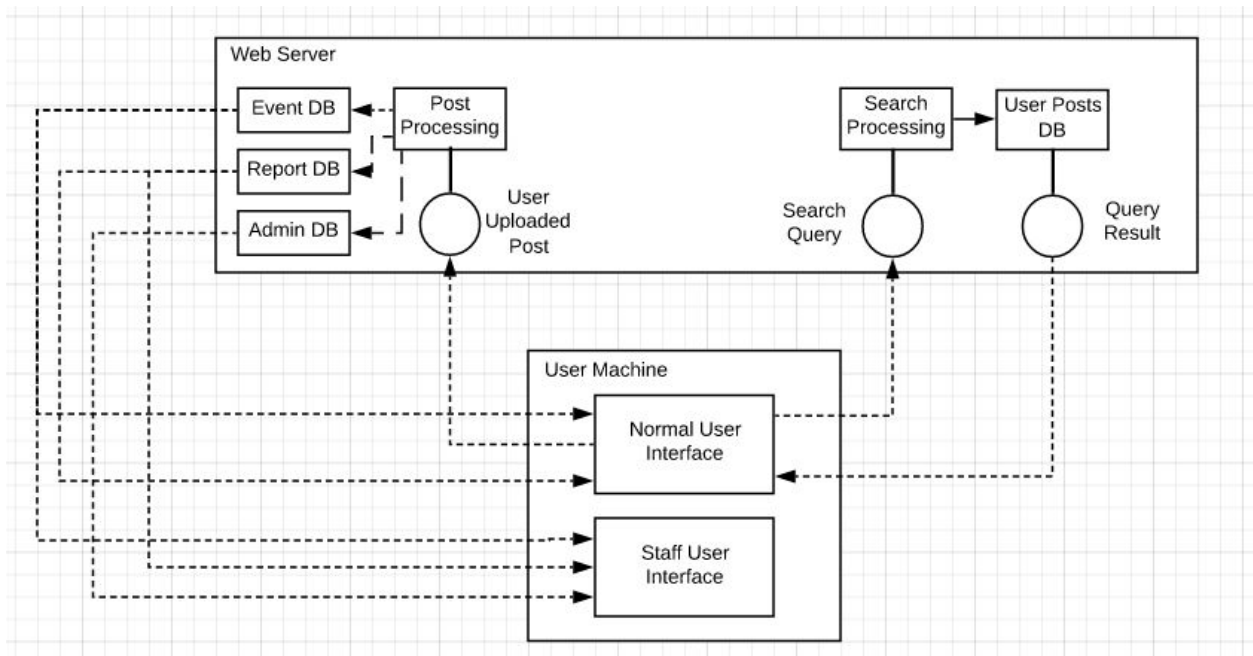 Web Server
Event DB
Post
Processing
Report DB
Admin DB
User
Uploaded
Post
Search
Processing
User Posts
DB
Search
Query
Query
Result
User Machine
Normal User
Interface
Staff User
Interface